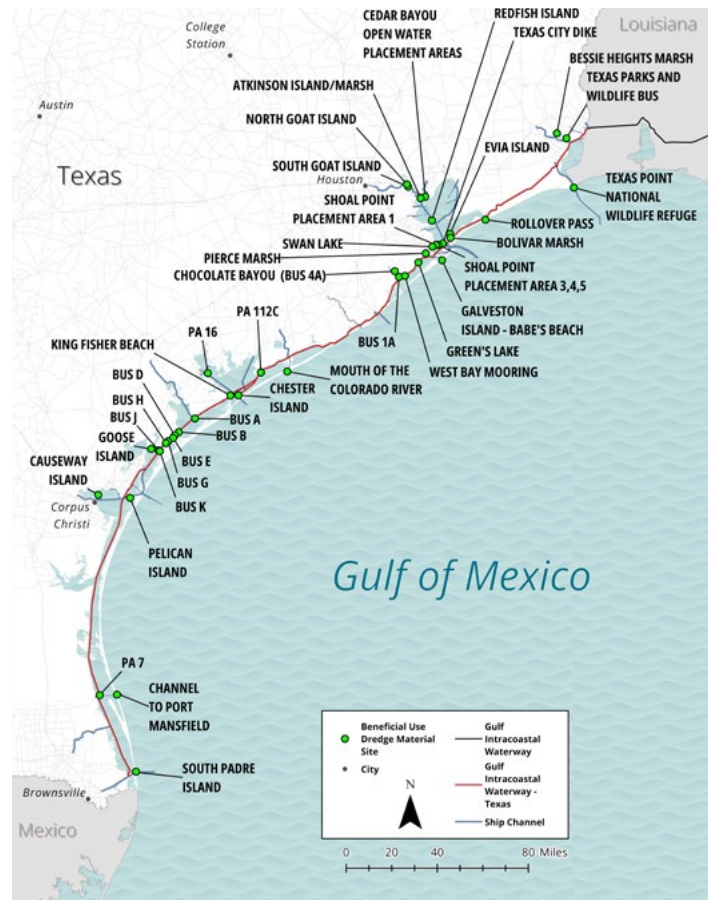 Louisiana
College
Station
CEDAR BAYOU
OPEN WATER
PLACEMENT AREAS
REDFISH ISLAND
TEXAS CITY DIKE
BESSIE HEIGHTS MARSH
TEXAS PARKS AND
WILDLIFE BUS
ATKINSON ISLAND/MARSH
Austin
NORTH GOAT ISLAND
EVIA ISLAND
Texas
SOUTH GOAT ISLAND
Houston
TEXAS POINT
NATIONAL
WILDLIFE REFUGE
SHOAL POINT
PLACEMENT AREA 1
ROLLOVER PASS
SWAN LAKE
BOLIVAR MARSH
PIERCE MARSH
SHOAL POINT
PLACEMENT AREA 3,4,5
CHOCOLATE BAYOU (BUS 4A)
GALVESTON
ISLAND - BABE'S BEACH
PA 112C
PA 16
BUS 1A
GREEN'S LAKE
KING FISHER BEACH
WEST BAY MOORING
MOUTH OF THE
COLORADO RIVER
BUS D
CHESTER
ISLAND
BUS H
BUS J
BUS A
GOOSE
ISLAND
BUS B
BUS E
CAUSEWAY
ISLAND
BUS G
Corpus
Christi
BUS K
PELICAN
ISLAND
Gulf of Mexico
PA 7
CHANNEL
TO PORT
MANSFIELD
SOUTH PADRE
ISLAND
Brownsville
Mexico
Beneficial Use
Dredge Material
Site
City
N
Gulf
Intracoastal
Waterway
Gulf
Intracoastal
Waterway -
Texas
Ship Channel
0 20 40 80 Miles